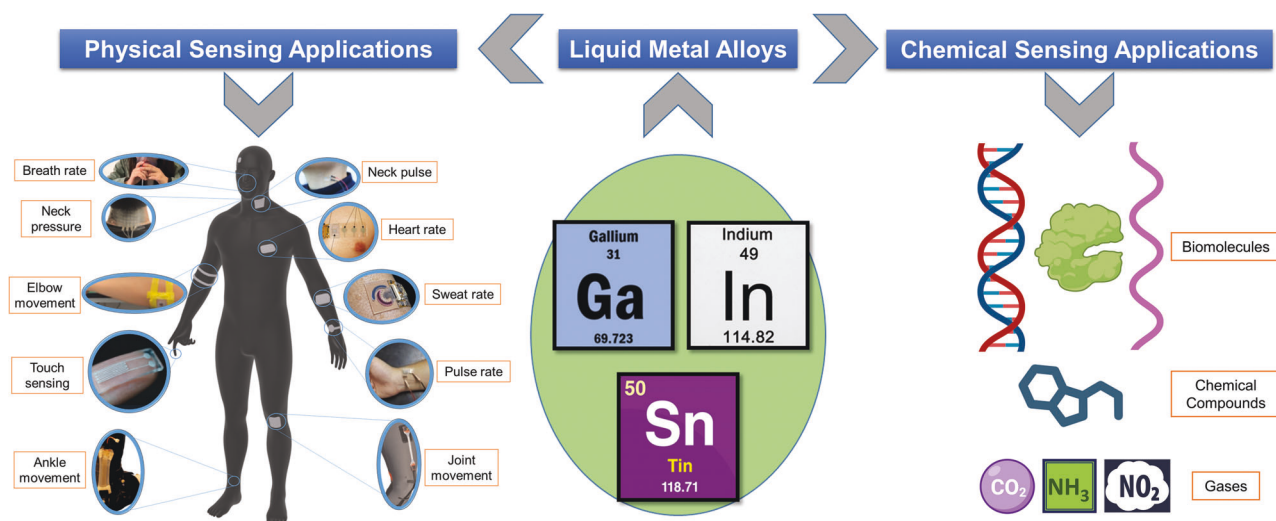 Physical Sensing Applications
Liquid Metal Alloys
Chemical Sensing Applications
Breath rate
Neck
pressure
Elbow
movement
Touch
sensing
Ankle
movement
Neck pulse
Heart rate
Sweat rate
Pulse rate
Joint
movement
Gallium
31
Ga
69.723
Indium
49
In
114.82
50
Sn
Tin
118.71
Biomolecules
Chemical
Compounds
CO₂
NH₃
NO₂
Gases